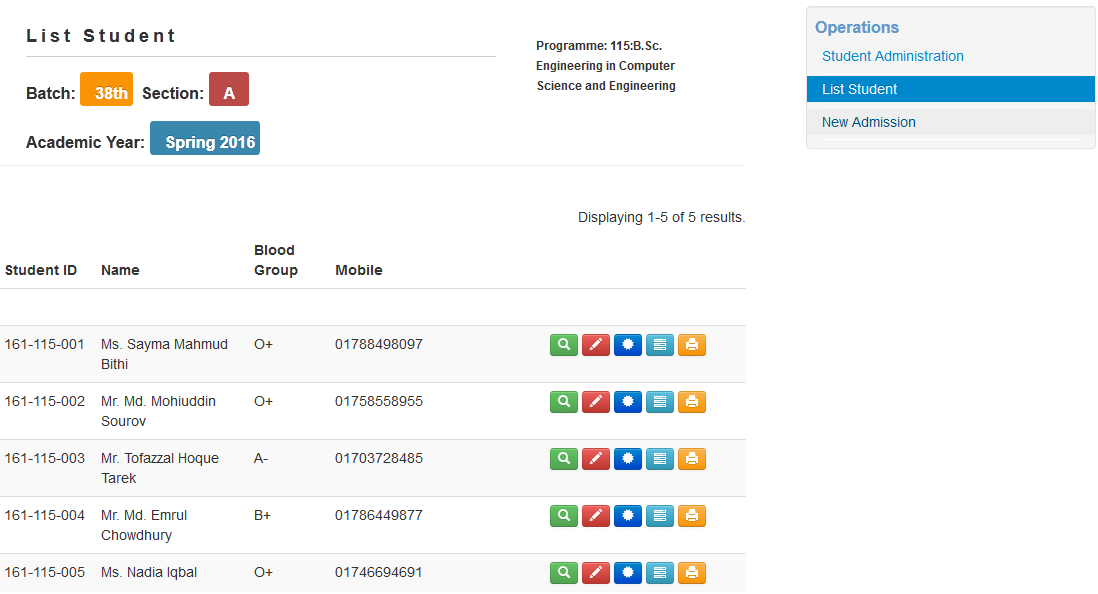 List Student
Programme: 115:B.Sc.
Engineering in Computer
Science and Engineering
Batch: 38th Section: A
Academic Year: Spring 2016
Operations
Student Administration
List Student
New Admission
Displaying 1-5 of 5 results.
Student ID Name Blood Group Mobile
161-115-001 Ms. Sayma Mahmud O+ 01788498097
Bithi
161-115-002 Mr. Md. Mohiuddin O+ 01758558955
Sourov
161-115-003 Mr. Tofazzal Hoque A- 01703728485
Tarek
161-115-004 Mr. Md. Emrul B+ 01786449877
Chowdhury
161-115-005 Ms. Nadia Iqbal O+ 01746694691